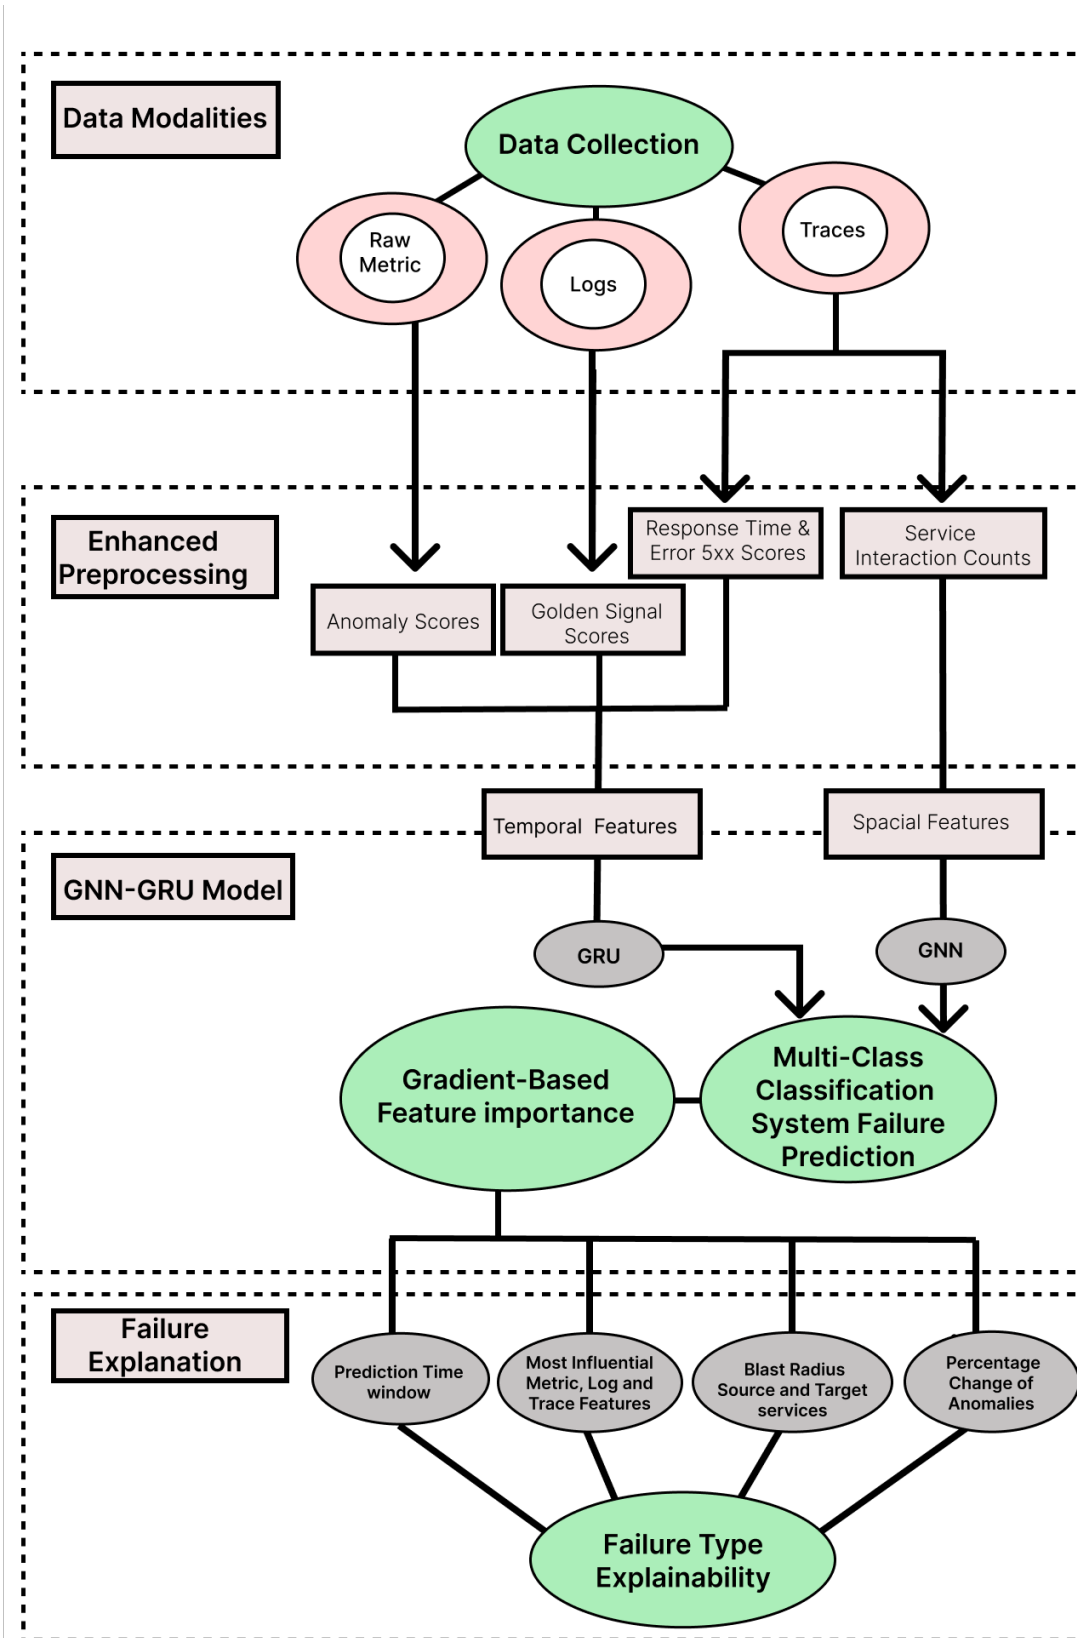 Data Modalities
Data Collection
Raw
Metric
Logs
Traces
Enhanced
Preprocessing
Response Time &
Error 5xx Scores
Service
Interaction Counts
Anomaly Scores
Golden Signal
Scores
Temporal Features
Spacial Features
GNN-GRU Model
GRU
GNN
Gradient-Based
Feature importance
Multi-Class
Classification
System Failure
Prediction
Failure
Explanation
Prediction Time
window
Most Influential
Metric, Log and
Trace Features
Blast Radius
Source and Target
services
Percentage
Change of
Anomalies
Failure Type
Explainability